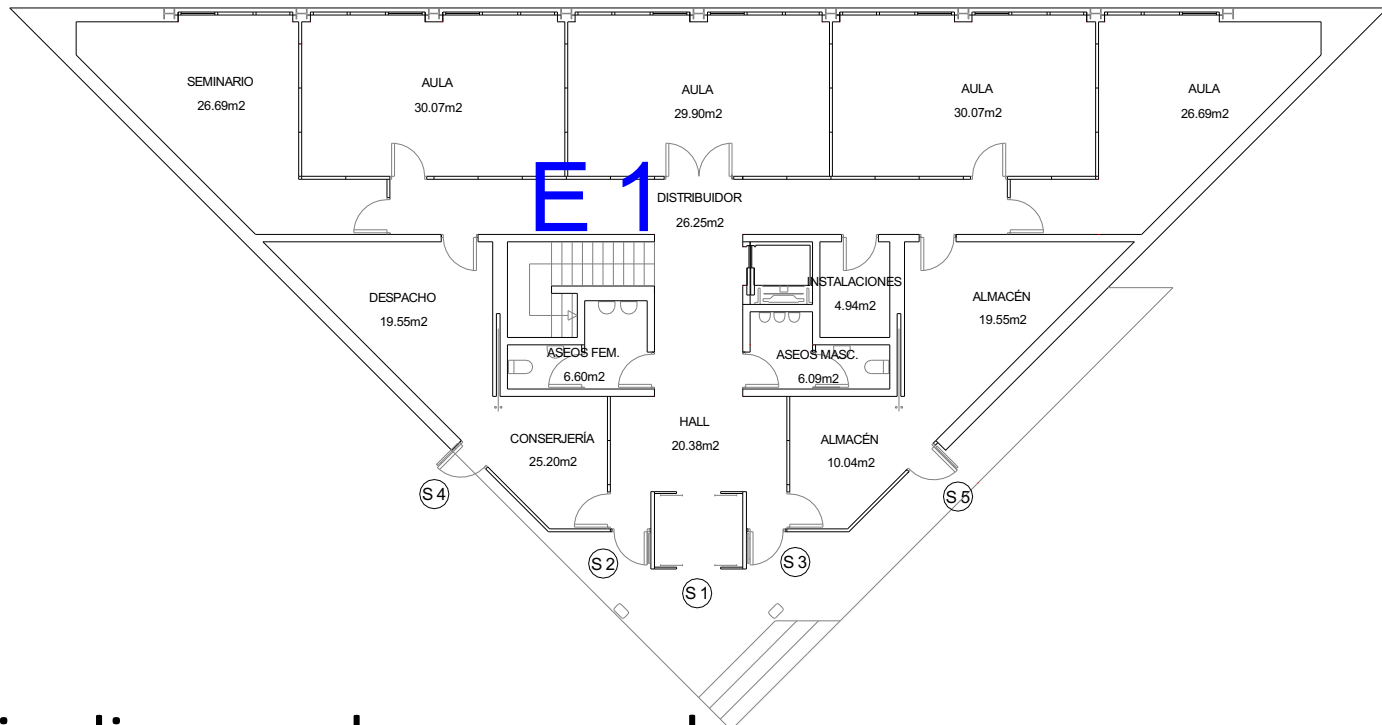 SEMINARIO
26.69m2
AULA
30.07m2
AULA
29.90m2
AULA
30.07m2
AULA
26.69m2
E1
DISTRIBUIDOR
26.25m2
DESPACHO
19.55m2
INSTALACIONES
4.94m2
ALMACÉN
19.55m2
ASEOS FEM.
6.60m2
ASEOS MASC.
6.09m2
CONSERJERÍA
25.20m2
HALL
20.38m2
ALMACÉN
10.04m2
S4
S5
S2
S3
S1